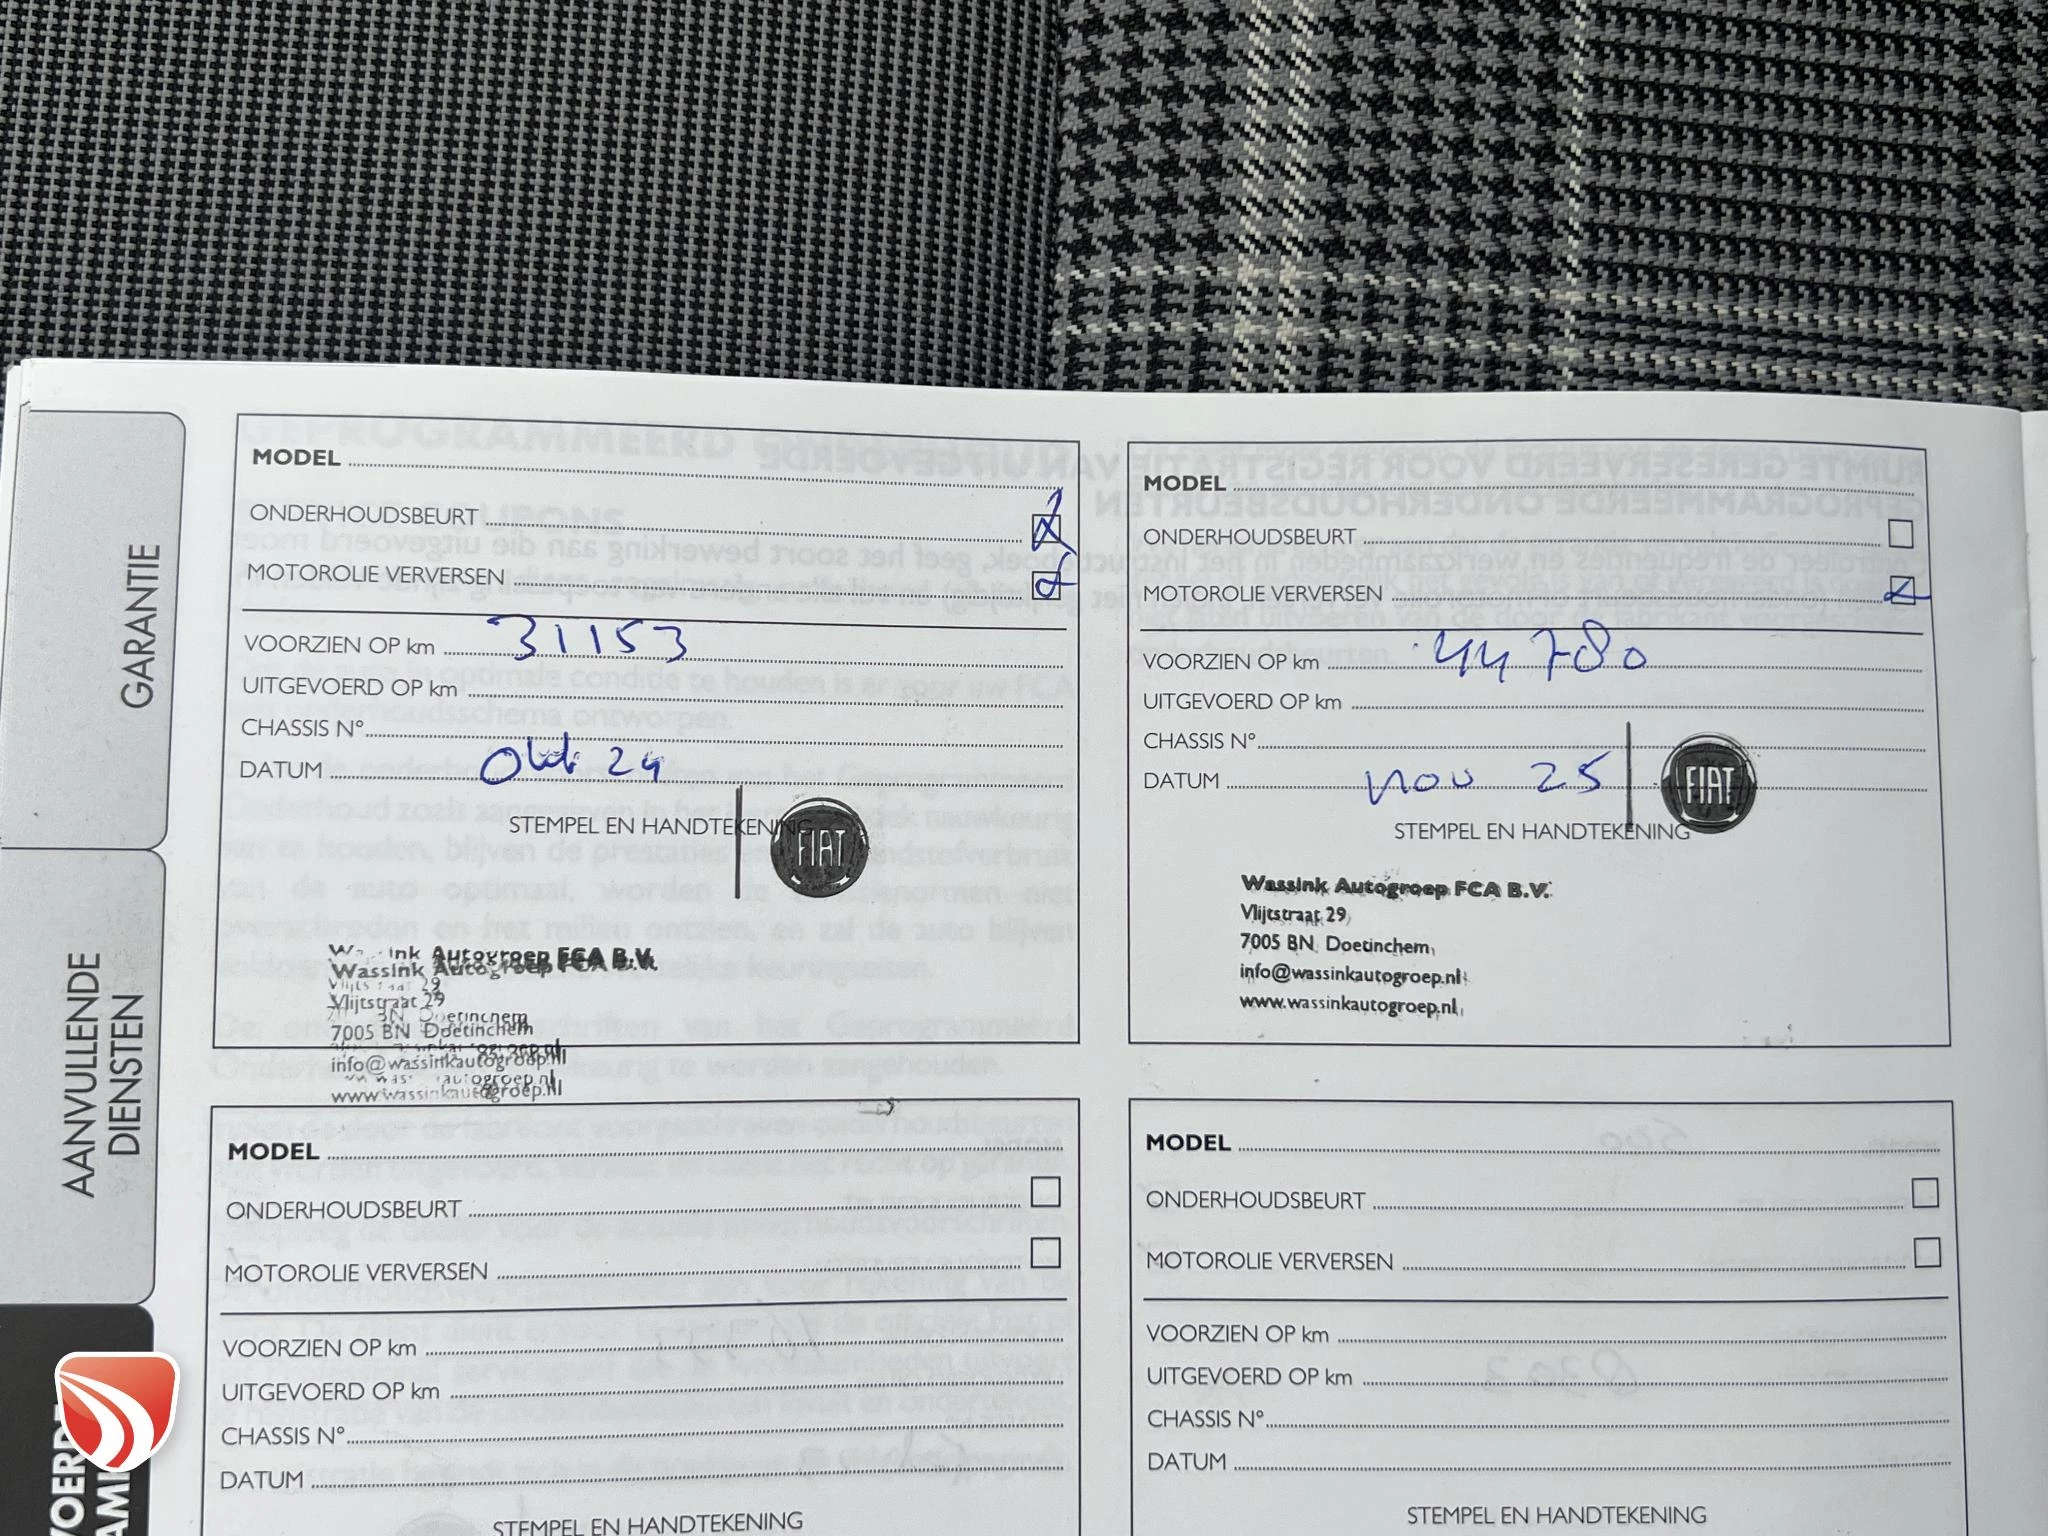 GARANTIE
AANVULLENDE
DIENSTEN
MODEL
ONDERHOUDSBEURT
MOTOROLIE VERVERSEN
VOORZIEN OP km 31153
UITGEVOERD OP km
CHASSIS N°
DATUM Okt 24
STEMPEL EN HANDTEKENING
FIAT
Wassink Autogroep FCA B.V.
Vlijtstraat 29
7005 BN Doetinchem
info@wassinkautogroep.nl
www.wassinkautogroep.nl
MODEL
ONDERHOUDSBEURT
MOTOROLIE VERVERSEN
VOORZIEN OP km 44780
UITGEVOERD OP km
CHASSIS N°
DATUM nov 25
FIAT
STEMPEL EN HANDTEKENING
Wassink Autogroep FCA B.V.
Vlijtstraat 29
7005 BN Doetinchem
info@wassinkautogroep.nl
www.wassinkautogroep.nl
MODEL
ONDERHOUDSBEURT
MOTOROLIE VERVERSEN
VOORZIEN OP km
UITGEVOERD OP km
CHASSIS N°
DATUM
STEMPEL EN HANDTEKENING
MODEL
ONDERHOUDSBEURT
MOTOROLIE VERVERSEN
VOORZIEN OP km
UITGEVOERD OP km
CHASSIS N°
DATUM
STEMPEL EN HANDTEKENING